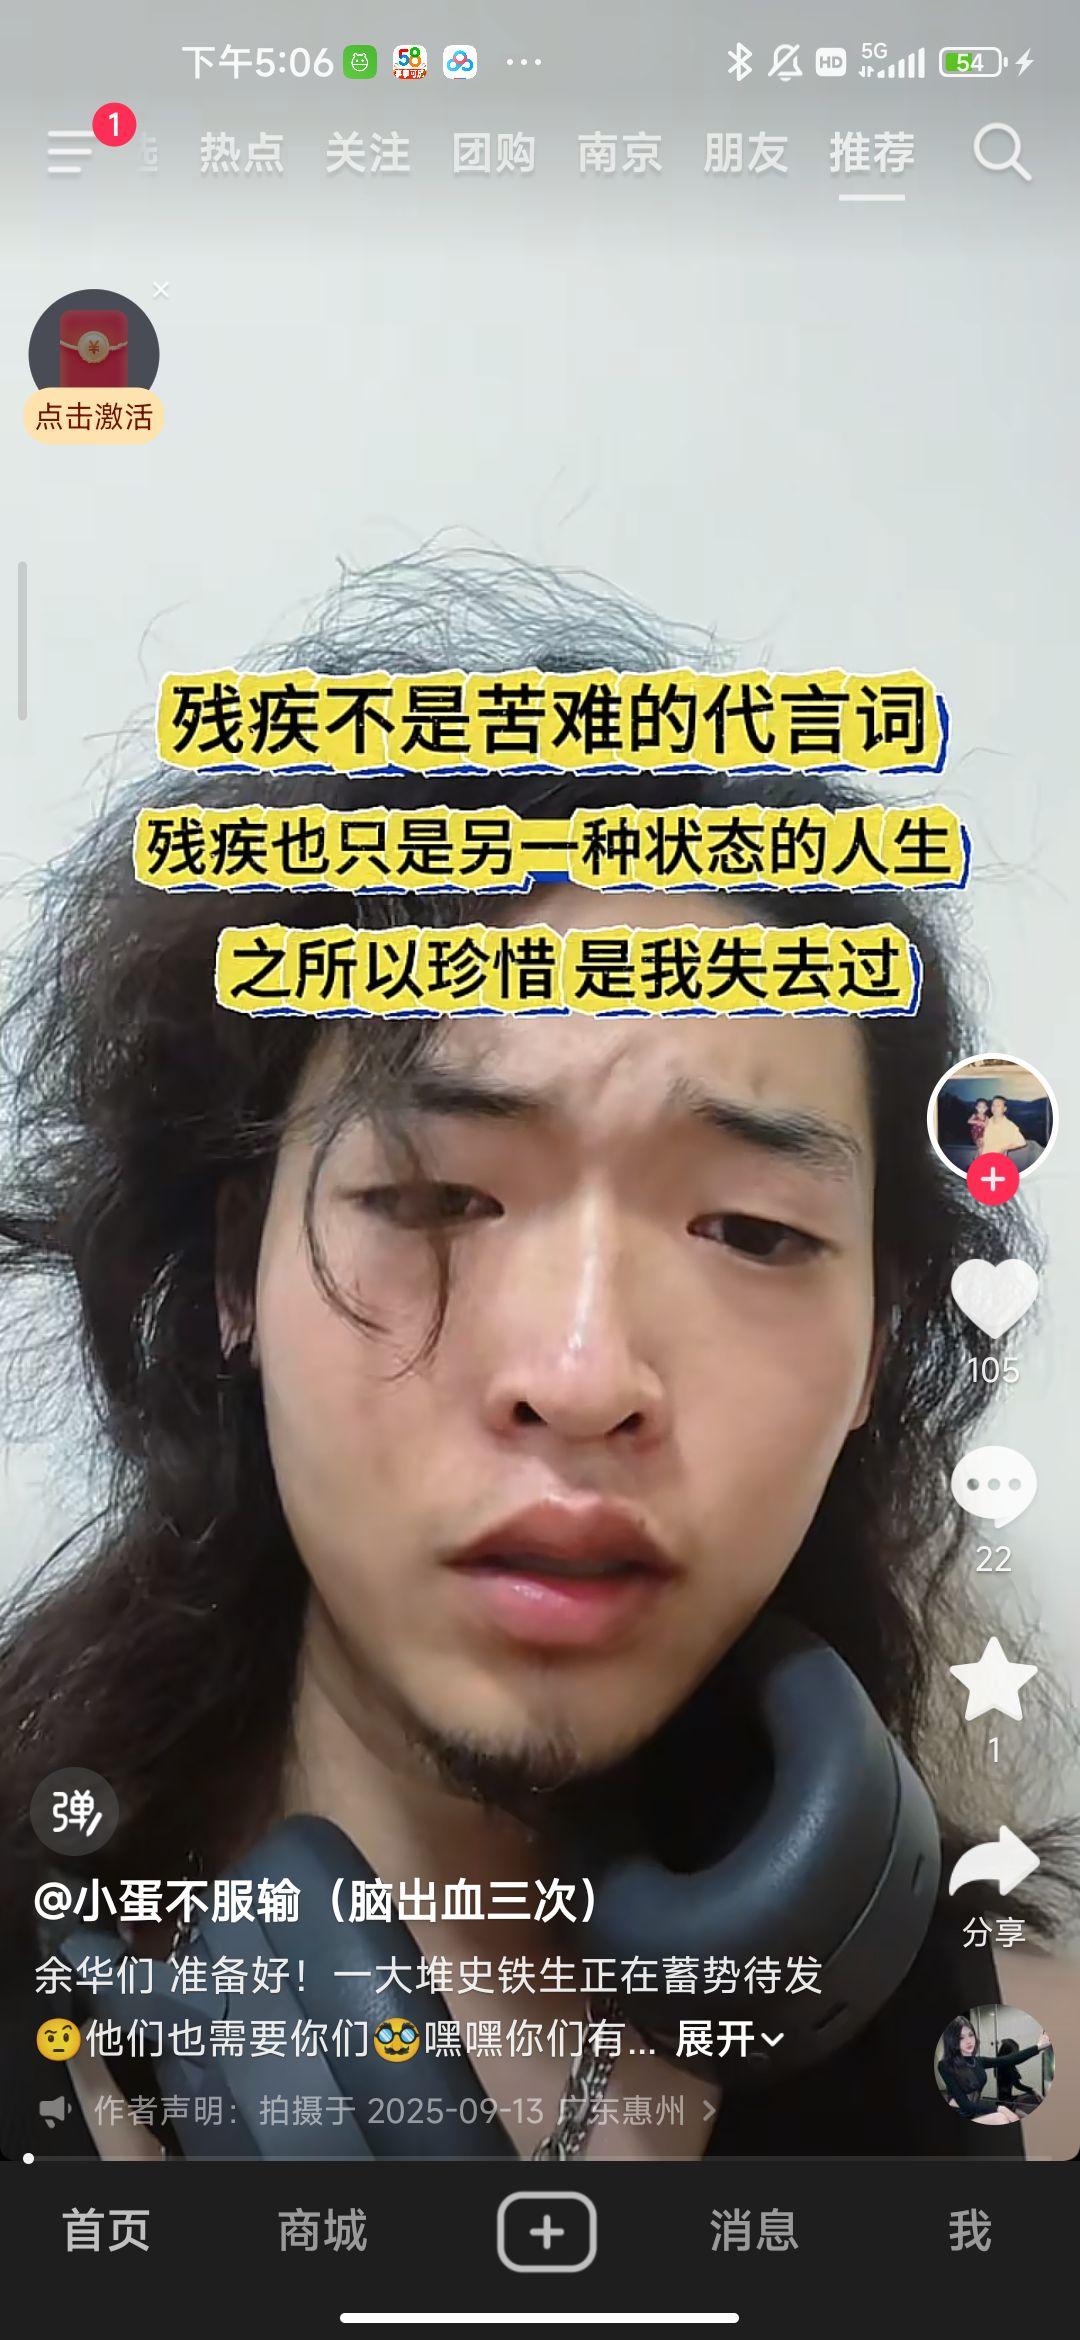 下午5:06
58
HD
5G
54
1
热点 关注 团购 南京 朋友 推荐
点击激活
残疾不是苦难的代言词
残疾也只是另一种状态的人生
之所以珍惜 是我失去过
105
22
1
分享
弹
@小蛋不服输（脑出血三次）
余华们 准备好！一大堆史铁生正在蓄势待发
🤨他们也需要你们🥸嘿嘿你们有... 展开
作者声明：拍摄于 2025-09-13 广东惠州
首页 商城 消息 我